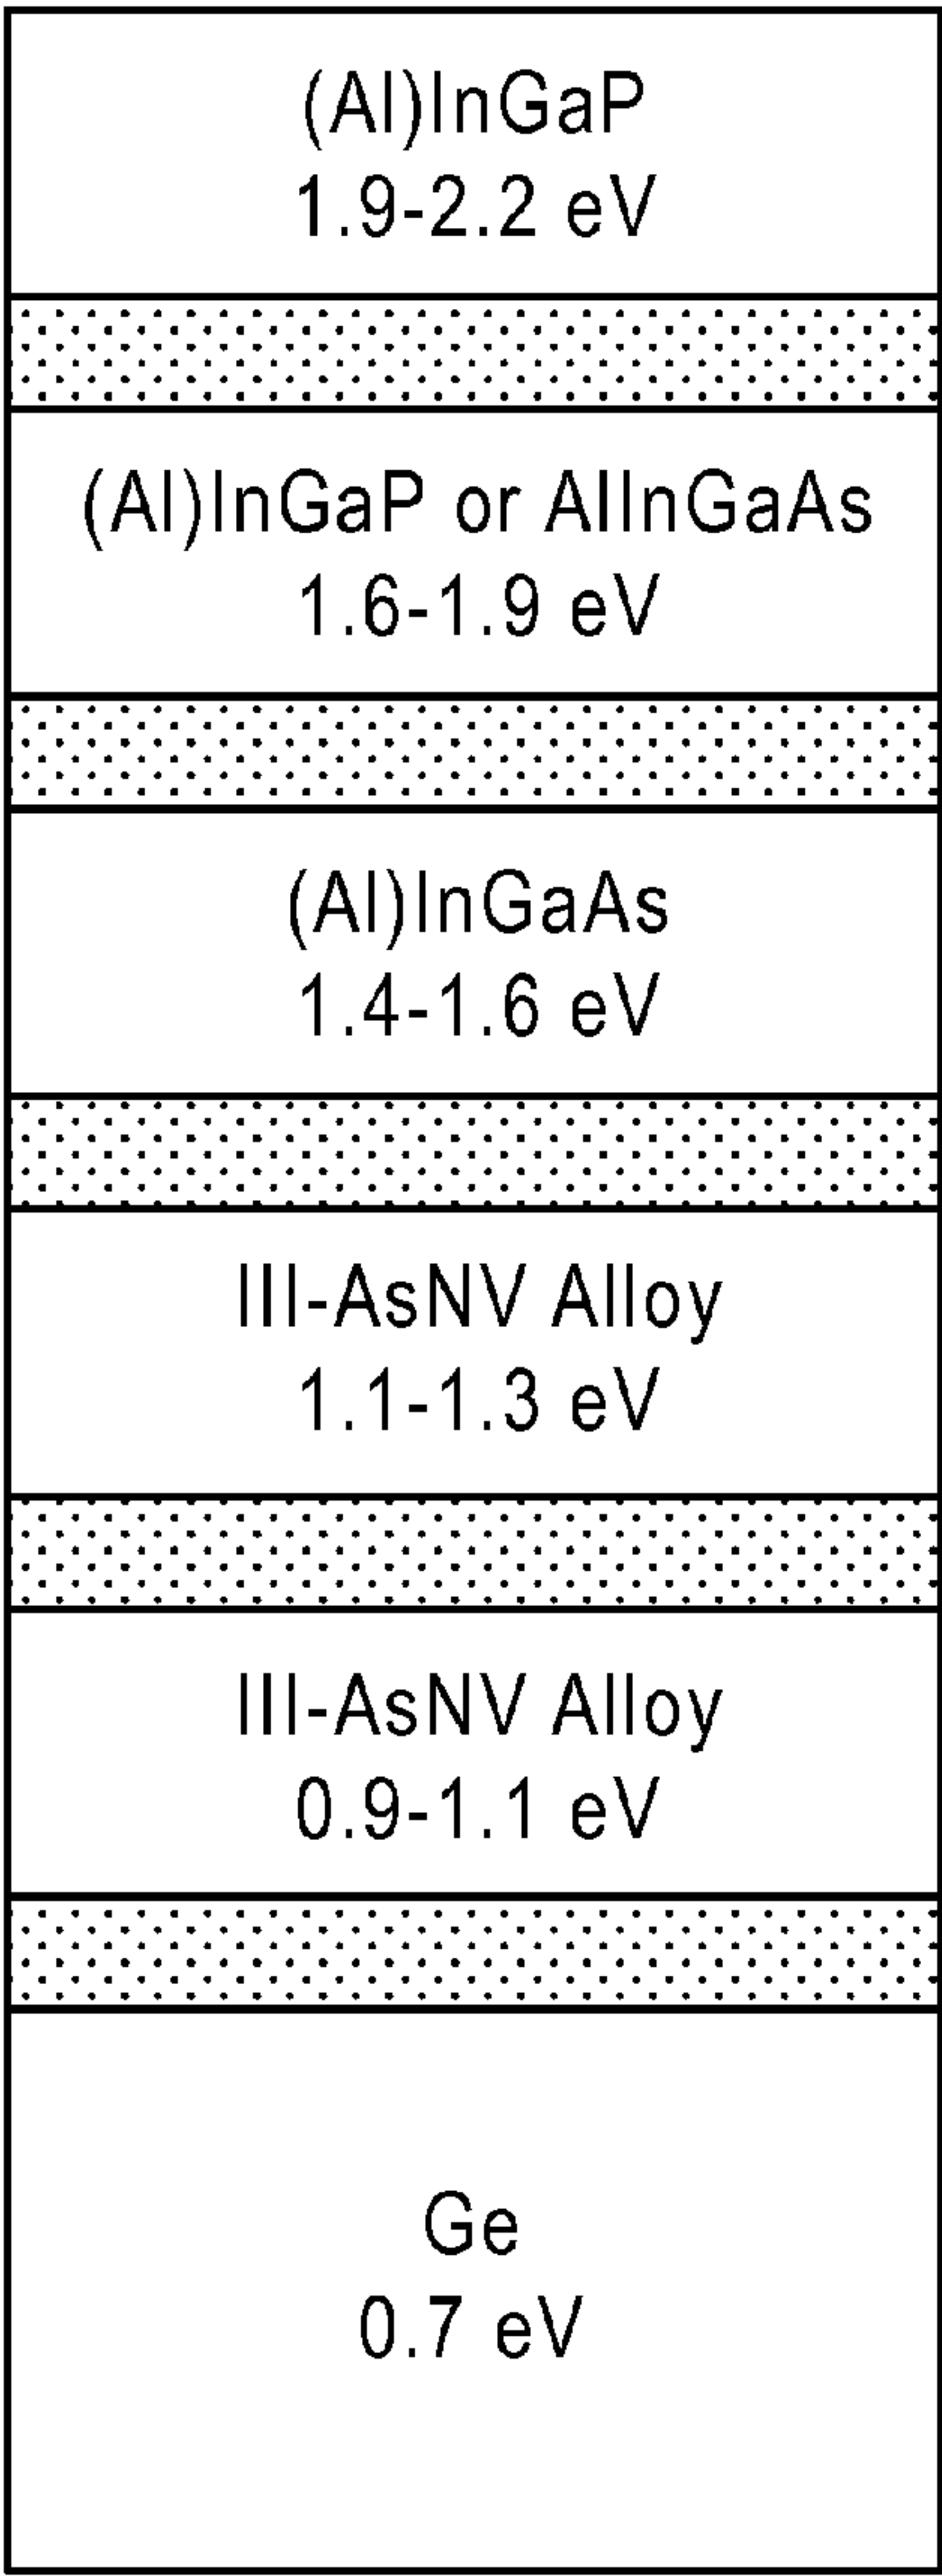 (Al)InGaP
1.9-2.2 eV
(Al)InGaP or AlInGaAs
1.6-1.9 eV
(Al)InGaAs
1.4-1.6 eV
III-AsNV Alloy
1.1-1.3 eV
III-AsNV Alloy
0.9-1.1 eV
Ge
0.7 eV